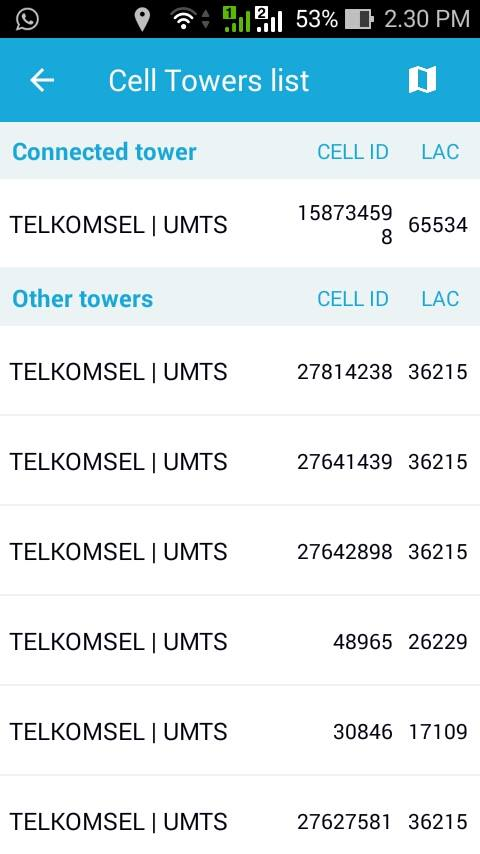 1 2 53% 2.30 PM
Cell Towers list
Connected tower CELL ID LAC
TELKOMSEL | UMTS 15873459 65534
8
Other towers CELL ID LAC
TELKOMSEL | UMTS 27814238 36215
TELKOMSEL | UMTS 27641439 36215
TELKOMSEL | UMTS 27642898 36215
TELKOMSEL | UMTS 48965 26229
TELKOMSEL | UMTS 30846 17109
TELKOMSEL | UMTS 27627581 36215